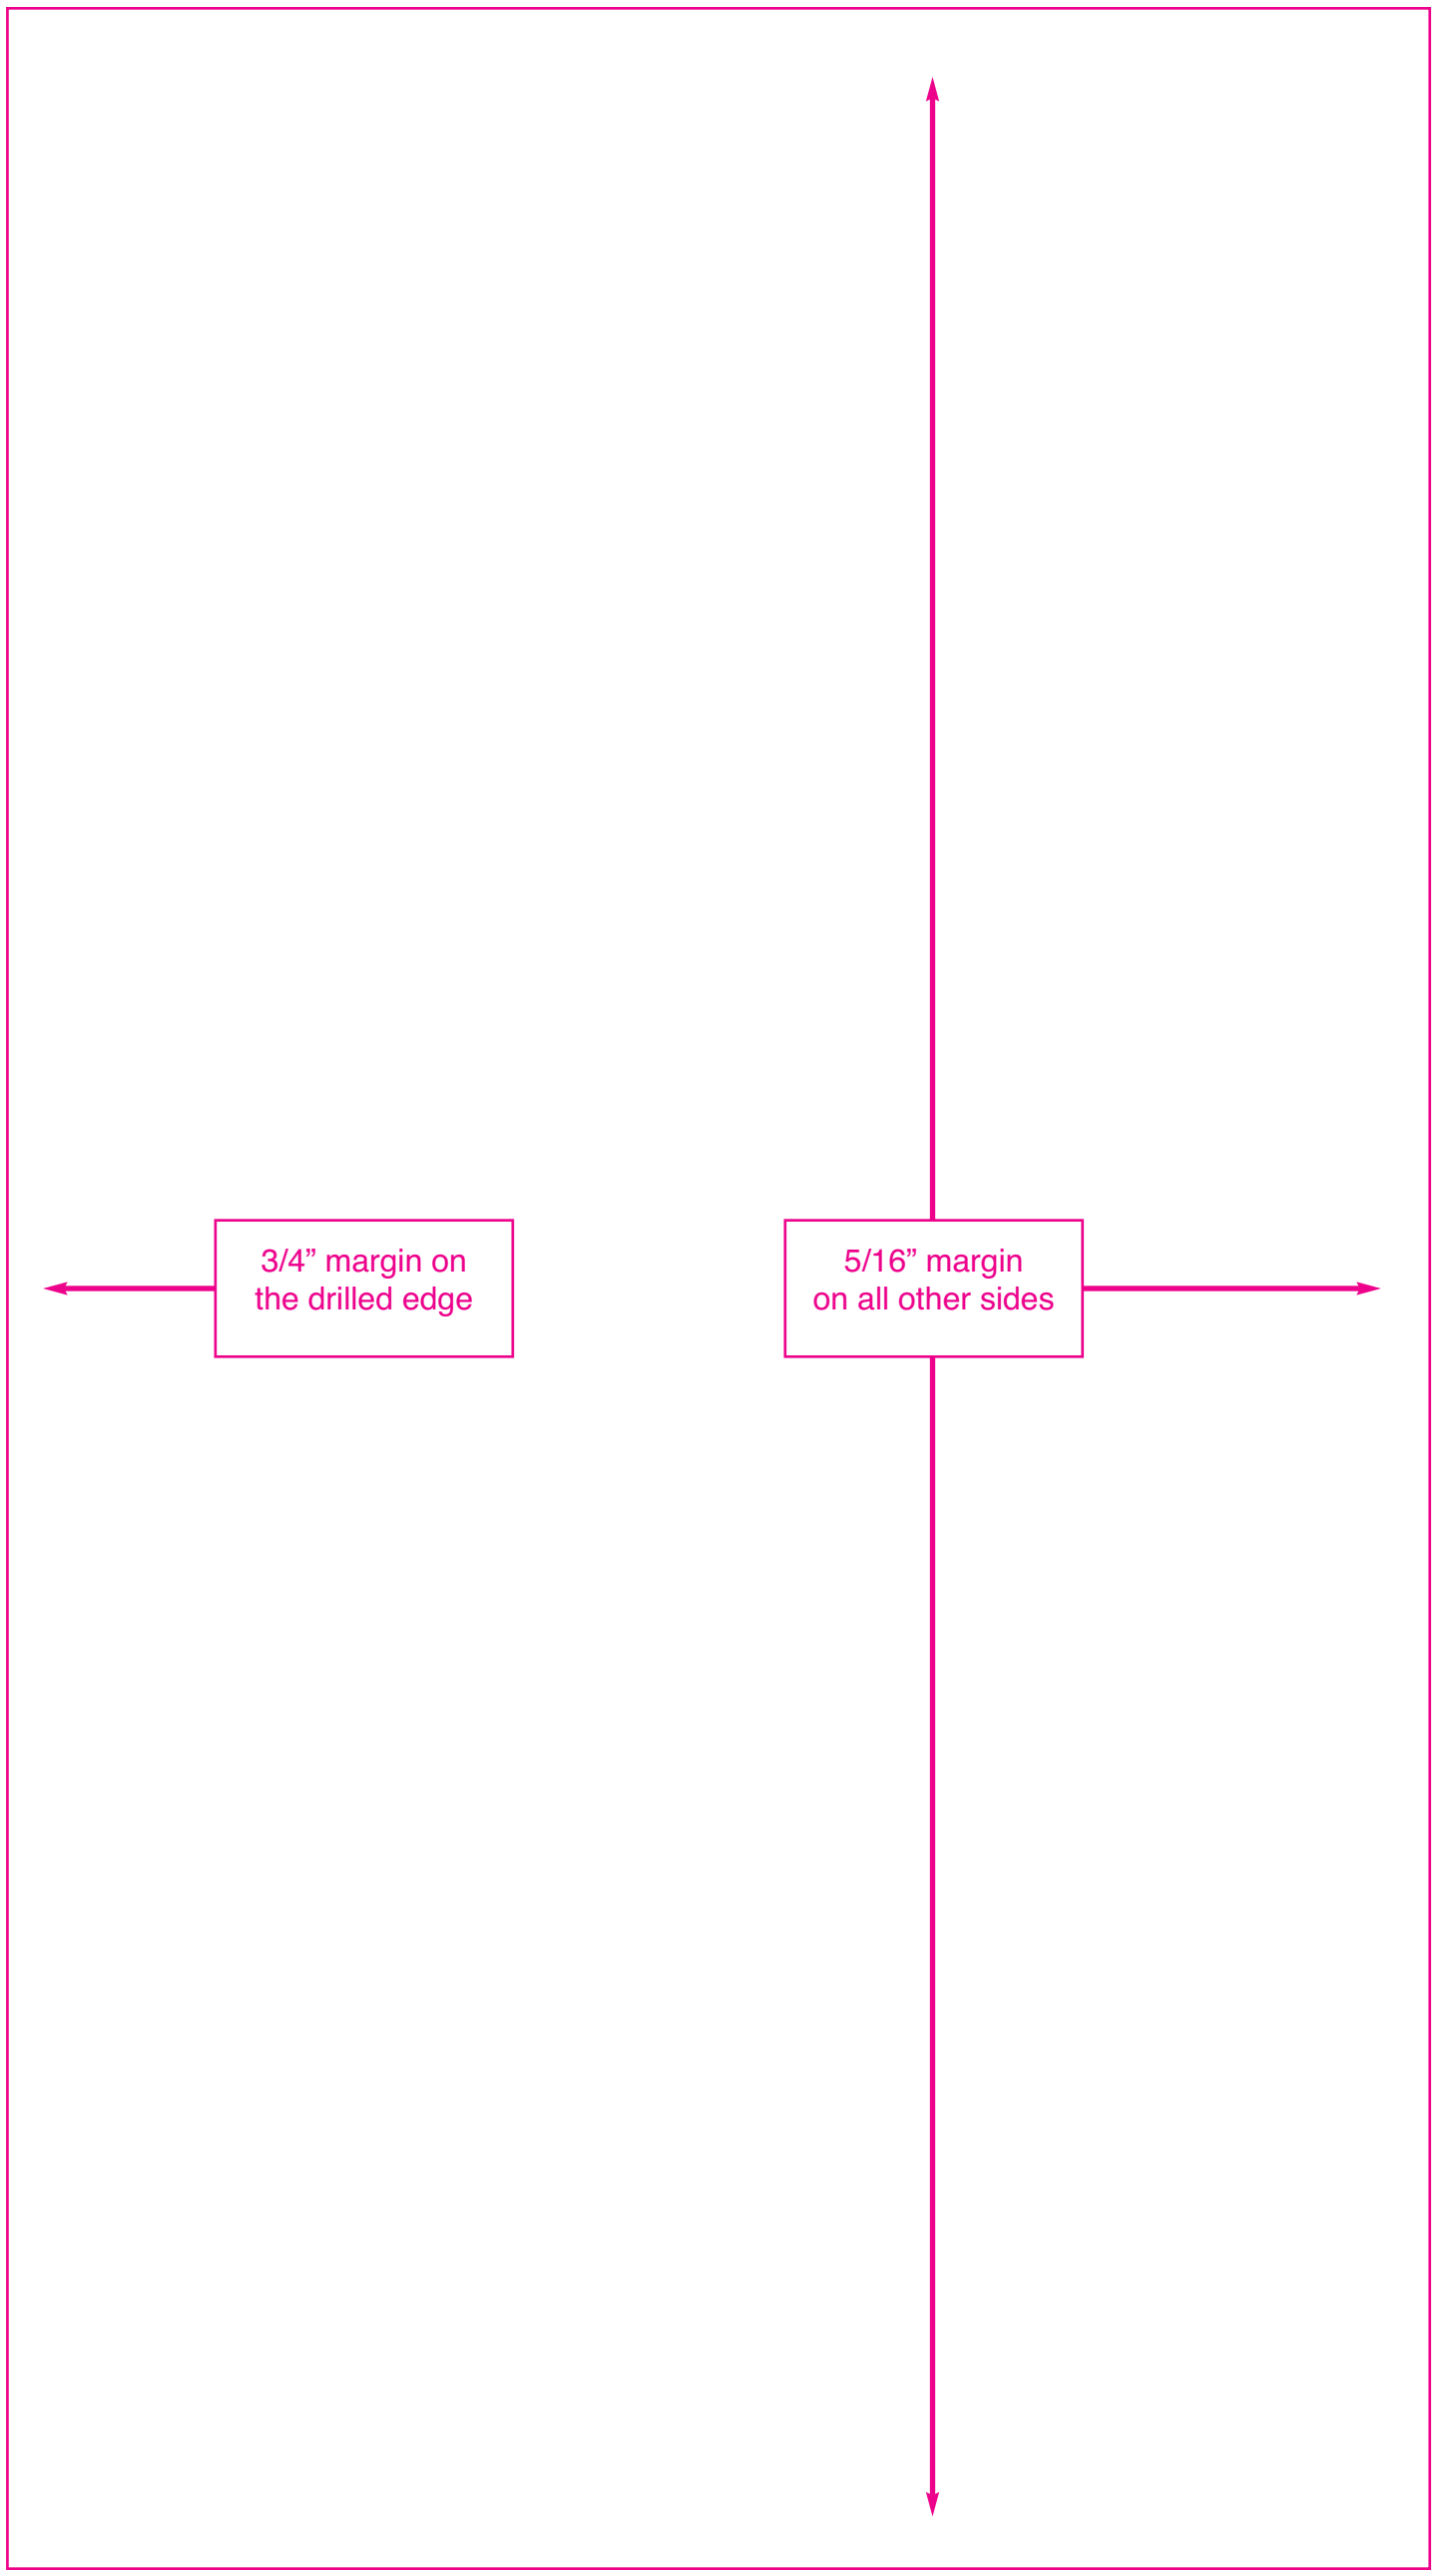 3/4” margin on
the drilled edge
5/16” margin
on all other sides